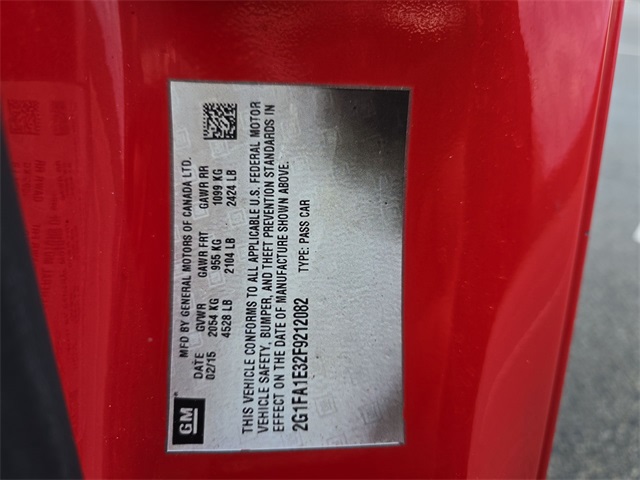 GM
MFD BY GENERAL MOTORS OF CANADA LTD.
DATE GVWR GAWR FRT GAWR RR
02/15 2054 KG 955 KG 1099 KG
4528 LB 2104 LB 2424 LB
THIS VEHICLE CONFORMS TO ALL APPLICABLE U.S. FEDERAL MOTOR
VEHICLE SAFETY, BUMPER, AND THEFT PREVENTION STANDARDS IN
EFFECT ON THE DATE OF MANUFACTURE SHOWN ABOVE.
2G1FA1E32F9212082 TYPE: PASS CAR